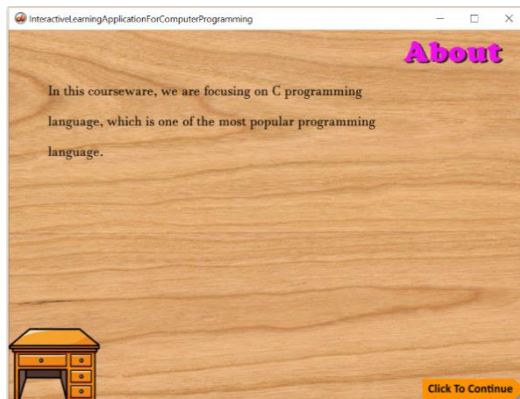 InteractiveLearningApplicationForComputerProgramming
About
In this courseware, we are focusing on C programming
language, which is one of the most popular programming
language.
Click To Continue